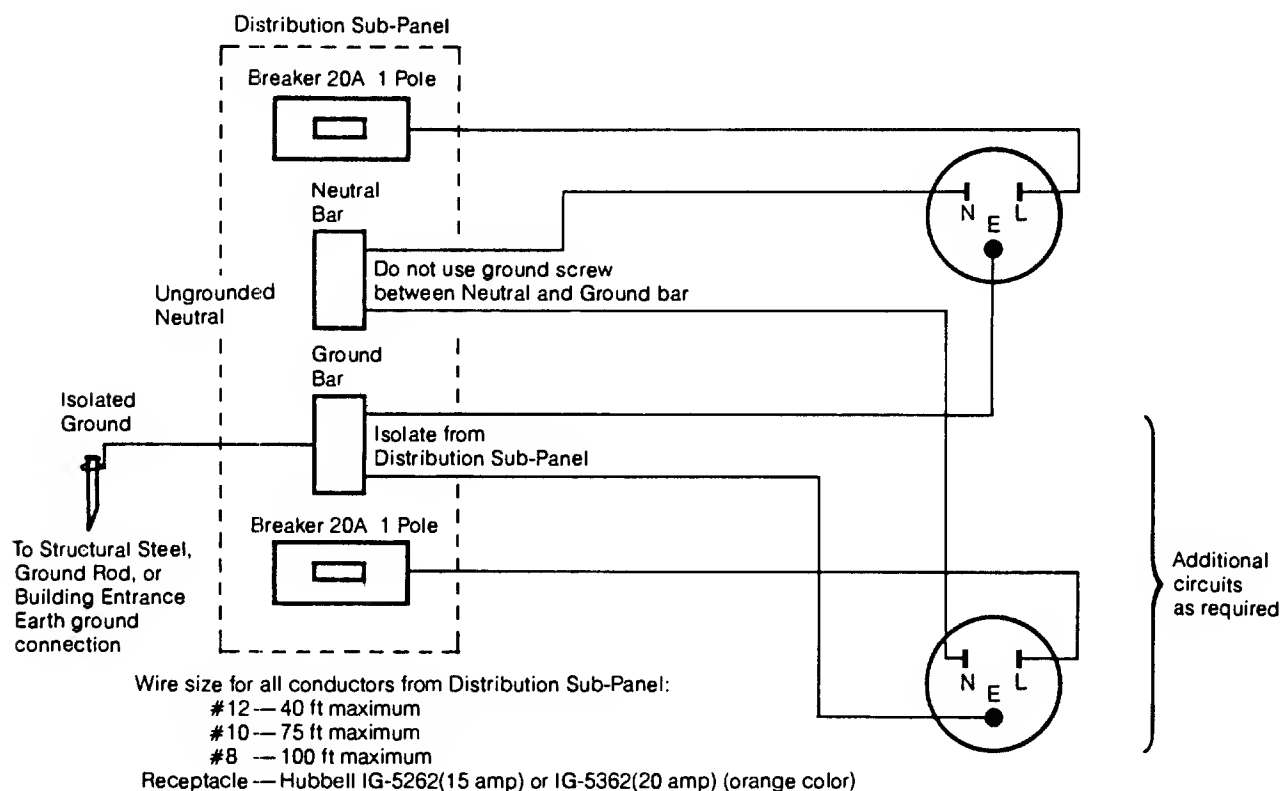 Distribution Sub-Panel
Breaker 20A 1 Pole
Neutral
Bar
N
E
L
Do not use ground screw
between Neutral and Ground bar
Ungrounded
Neutral
Ground
Bar
Isolated
Ground
Isolate from
Distribution Sub-Panel
Breaker 20A 1 Pole
To Structural Steel,
Ground Rod, or
Building Entrance
Earth ground
connection
Additional
circuits
as required
N
E
L
Wire size for all conductors from Distribution Sub-Panel:
#12 -— 40 ft maximum
#10 -— 75 ft maximum
#8 -— 100 ft maximum
Receptacle -— Hubbell IG-5262(15 amp) or IG-5362(20 amp) (orange color)